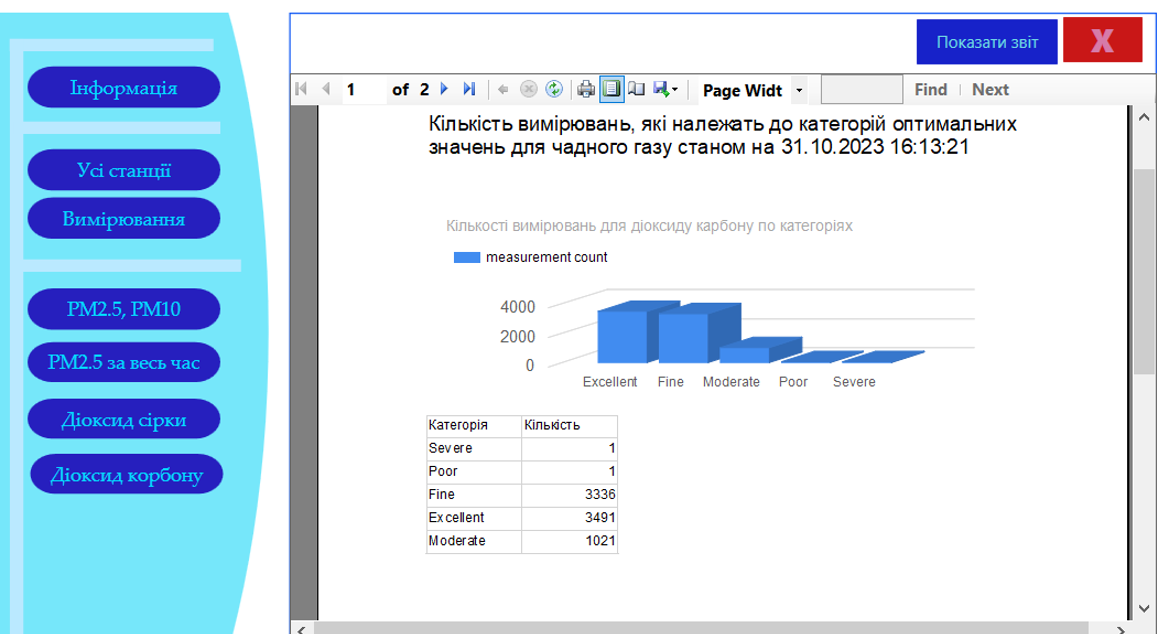 Показати звіт
X
Інформація
Усі станції
Вимірювання
PM2.5, PM10
PM2.5 за весь час
Діоксид сірки
Діоксид корбону
1 of 2 Page Widt Find Next
Кількість вимірювань, які належать до категорій оптимальних
значень для чадного газу станом на 31.10.2023 16:13:21
Кількості вимірювань для діоксиду карбону по категоріях
measurement count
4000
2000
0
Excellent Fine Moderate Poor Severe
Категорія Кількість
Severe 1
Poor 1
Fine 3336
Excellent 3491
Moderate 1021